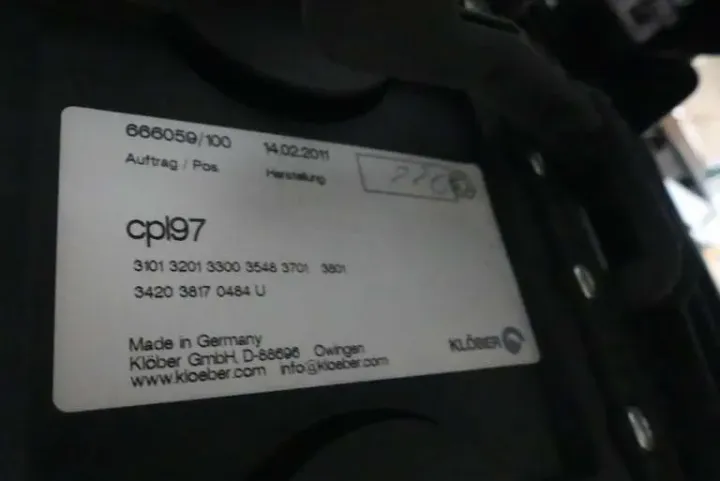 666059/100 14.02.2011
Auftrag / Pos. Herstellung
cpl97
3101 3201 3300 3548 3701 3801
3420 3817 0484 U
Made in Germany
Klöber GmbH, D-88696 Owingen
www.kloeber.com info@kloeber.com
KLÖBER